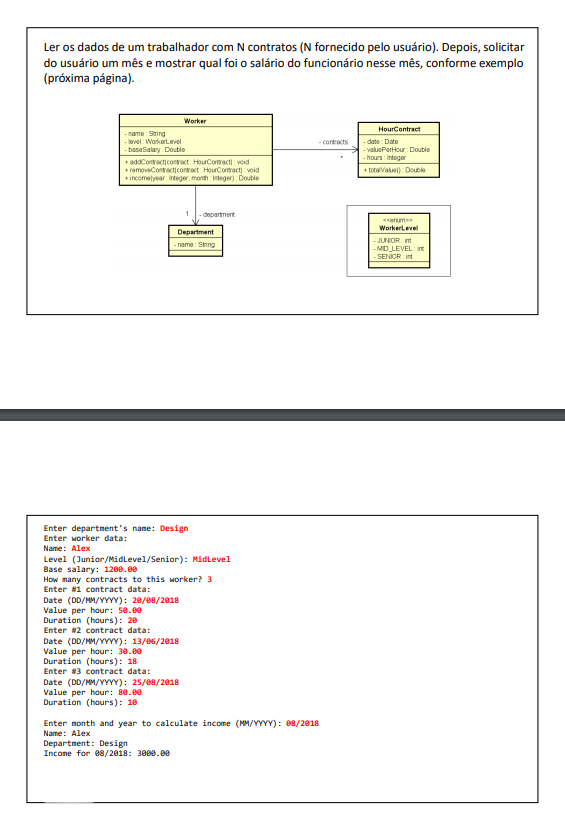 Ler os dados de um trabalhador com N contratos (N fornecido pelo usuário). Depois, solicitar
do usuário um mês e mostrar qual foi o salário do funcionário nesse mês, conforme exemplo
(próxima página).
Worker
- name : String
- level : WorkerLevel
- baseSalary : Double
+ addContract(contract : HourContract) : void
+ removeContract(contract : HourContract) : void
+ income(year : Integer, month : Integer) : Double
- contracts
*
HourContract
- date : Date
- valuePerHour : Double
- hours : Integer
+ totalValue() : Double
1
- department
Department
- name : String
<<enum>>
WorkerLevel
- JUNIOR : int
- MID_LEVEL : int
- SENIOR : int
Enter department's name: Design
Enter worker data:
Name: Alex
Level (Junior/MidLevel/Senior): MidLevel
Base salary: 1200.00
How many contracts to this worker? 3
Enter #1 contract data:
Date (DD/MM/YYYY): 20/08/2018
Value per hour: 50.00
Duration (hours): 20
Enter #2 contract data:
Date (DD/MM/YYYY): 13/06/2018
Value per hour: 30.00
Duration (hours): 18
Enter #3 contract data:
Date (DD/MM/YYYY): 25/08/2018
Value per hour: 80.00
Duration (hours): 10
Enter month and year to calculate income (MM/YYYY): 08/2018
Name: Alex
Department: Design
Income for 08/2018: 3000.00